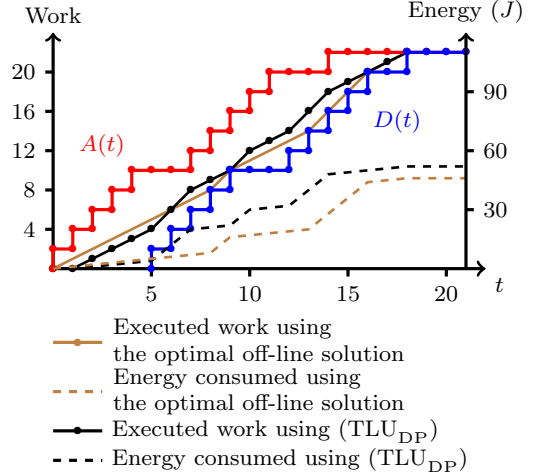 Work
Energy (J)
20
16
12
8
4
90
60
30
A(t)
D(t)
5
10
15
20
t
Executed work using
the optimal off-line solution
Energy consumed using
the optimal off-line solution
Executed work using (TLU_DP)
Energy consumed using (TLU_DP)